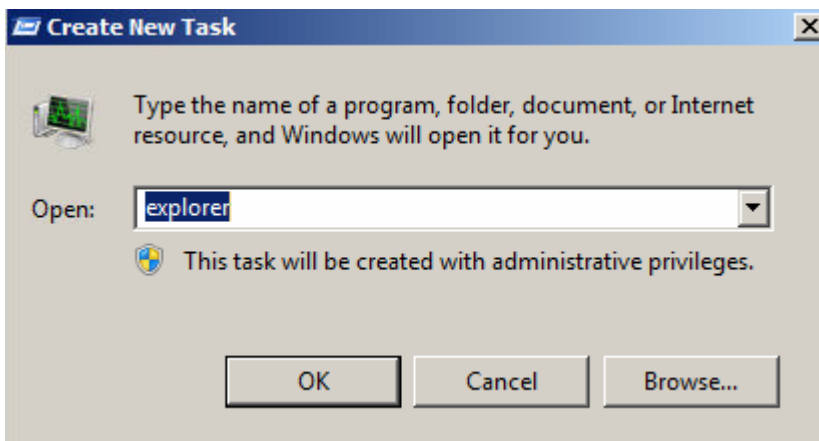 Create New Task
Type the name of a program, folder, document, or Internet
resource, and Windows will open it for you.
Open: explorer
This task will be created with administrative privileges.
OK Cancel Browse...